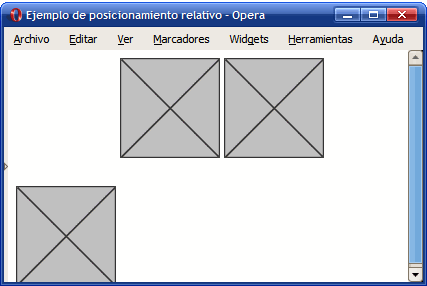 Ejemplo de posicionamiento relativo - Opera
Archivo Editar Ver Marcadores Widgets Herramientas Ayuda